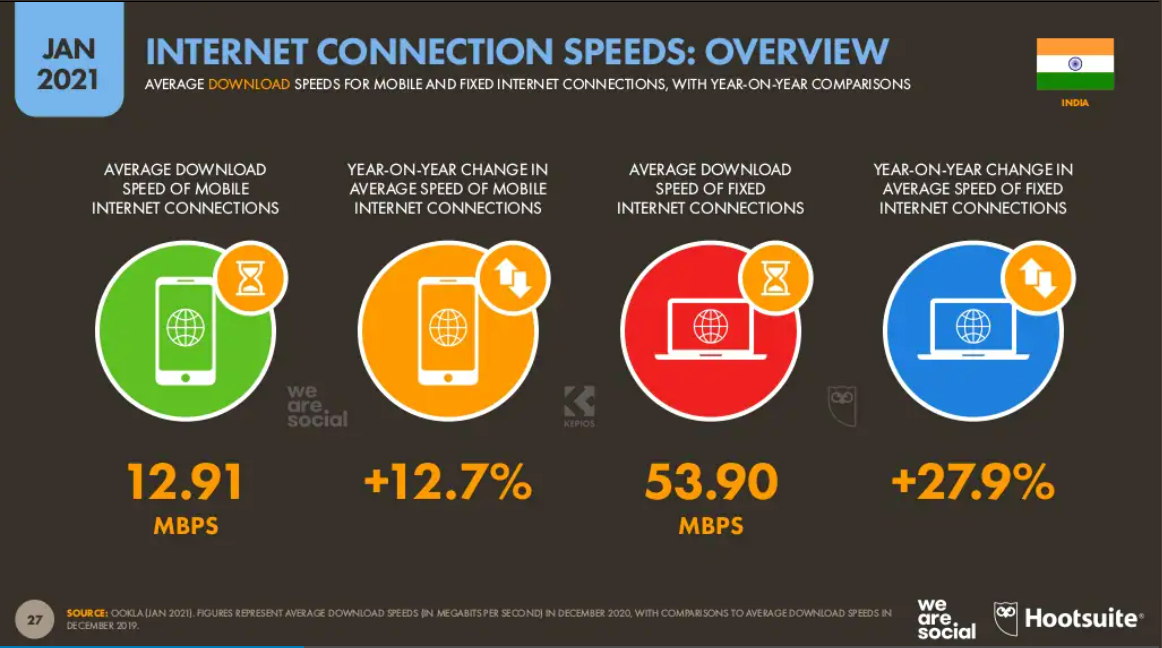 JAN
2021
INTERNET CONNECTION SPEEDS: OVERVIEW
AVERAGE DOWNLOAD SPEEDS FOR MOBILE AND FIXED INTERNET CONNECTIONS, WITH YEAR-ON-YEAR COMPARISONS
INDIA
AVERAGE DOWNLOAD
SPEED OF MOBILE
INTERNET CONNECTIONS
YEAR-ON-YEAR CHANGE IN
AVERAGE SPEED OF MOBILE
INTERNET CONNECTIONS
AVERAGE DOWNLOAD
SPEED OF FIXED
INTERNET CONNECTIONS
YEAR-ON-YEAR CHANGE IN
AVERAGE SPEED OF FIXED
INTERNET CONNECTIONS
we
are
social
KEPIOS
12.91
MBPS
+12.7%
53.90
MBPS
+27.9%
27
SOURCE: OOKLA (JAN 2021). FIGURES REPRESENT AVERAGE DOWNLOAD SPEEDS (IN MEGABITS PER SECOND) IN DECEMBER 2020, WITH COMPARISONS TO AVERAGE DOWNLOAD SPEEDS IN
DECEMBER 2019.
we
are
social
Hootsuite®